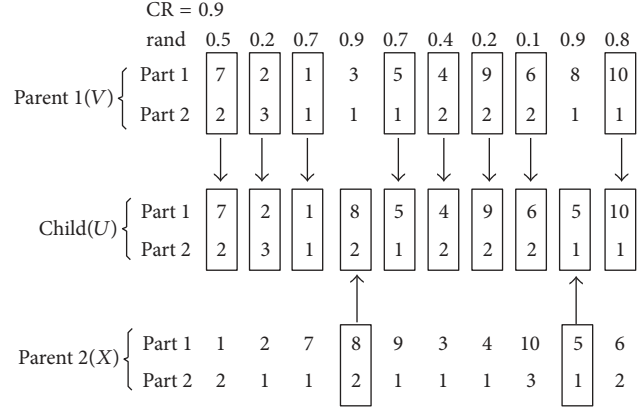 CR = 0.9
rand 0.5 0.2 0.7 0.9 0.7 0.4 0.2 0.1 0.9 0.8
Part 1 7 2 1 3 5 4 9 6 8 10
Parent 1(V)
Part 2 2 3 1 1 1 2 2 2 1 1
Part 1 7 2 1 8 5 4 9 6 5 10
Child(U)
Part 2 2 3 1 2 1 2 2 2 1 1
Part 1 1 2 7 8 9 3 4 10 5 6
Parent 2(X)
Part 2 2 1 1 2 1 1 1 3 1 2